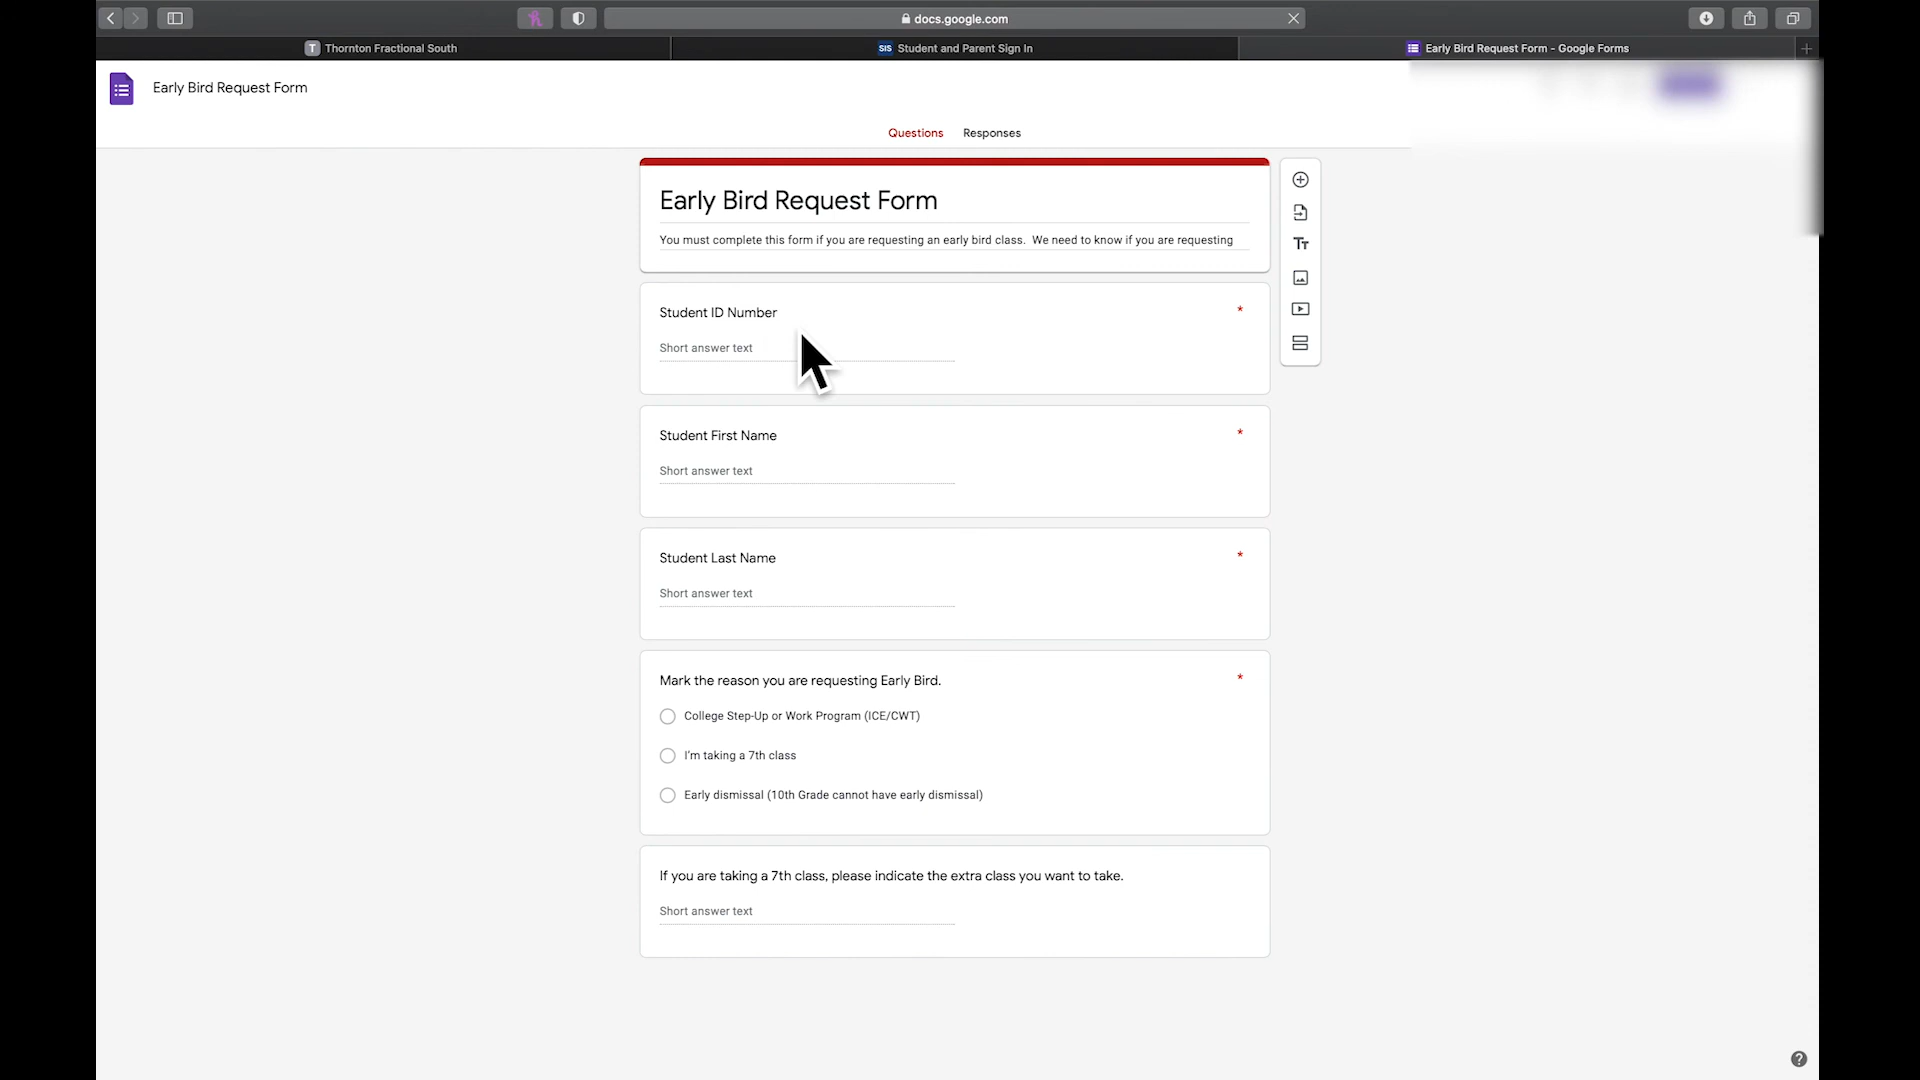 docs.google.com
T Thornton Fractional South
SIS Student and Parent Sign In
Early Bird Request Form - Google Forms
Early Bird Request Form
Questions Responses
Early Bird Request Form
You must complete this form if you are requesting an early bird class. We need to know if you are requesting
Student ID Number *
Short answer text
Student First Name *
Short answer text
Student Last Name *
Short answer text
Mark the reason you are requesting Early Bird. *
College Step-Up or Work Program (ICE/CWT)
I'm taking a 7th class
Early dismissal (10th Grade cannot have early dismissal)
If you are taking a 7th class, please indicate the extra class you want to take.
Short answer text